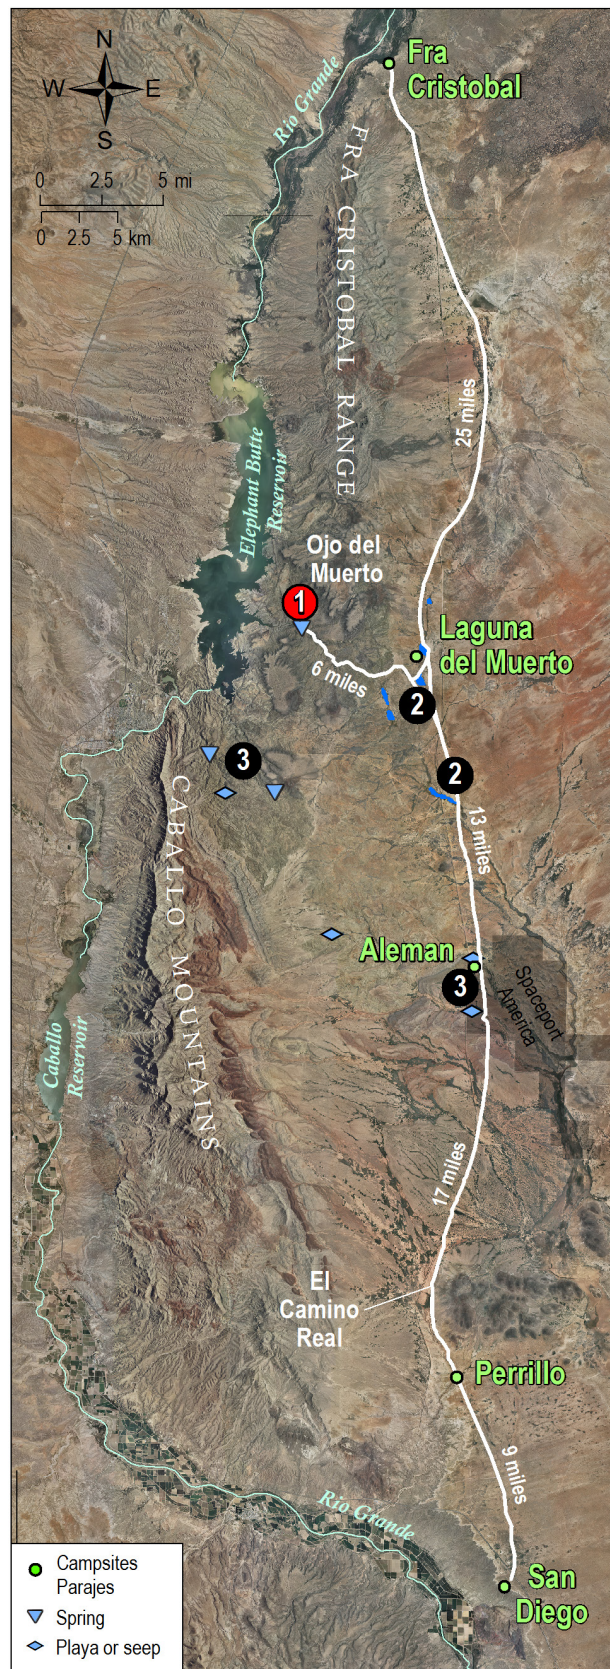 N
W
E
S
0
2.5
5 mi
0
2.5
5 km
Fra
Cristobal
Rio Grande
FRA CRISTOBAL RANGE
25 miles
Elephant Butte
Reservoir
Ojo del
Muerto
1
Laguna
del Muerto
6 miles
2
3
2
13 miles
CABALLO MOUNTAINS
Aleman
3
Spaceport
America
Caballo
Reservoir
17 miles
El
Camino
Real
Perrillo
9 miles
Rio Grande
San
Diego
Campsites
Parajes
Spring
Playa or seep